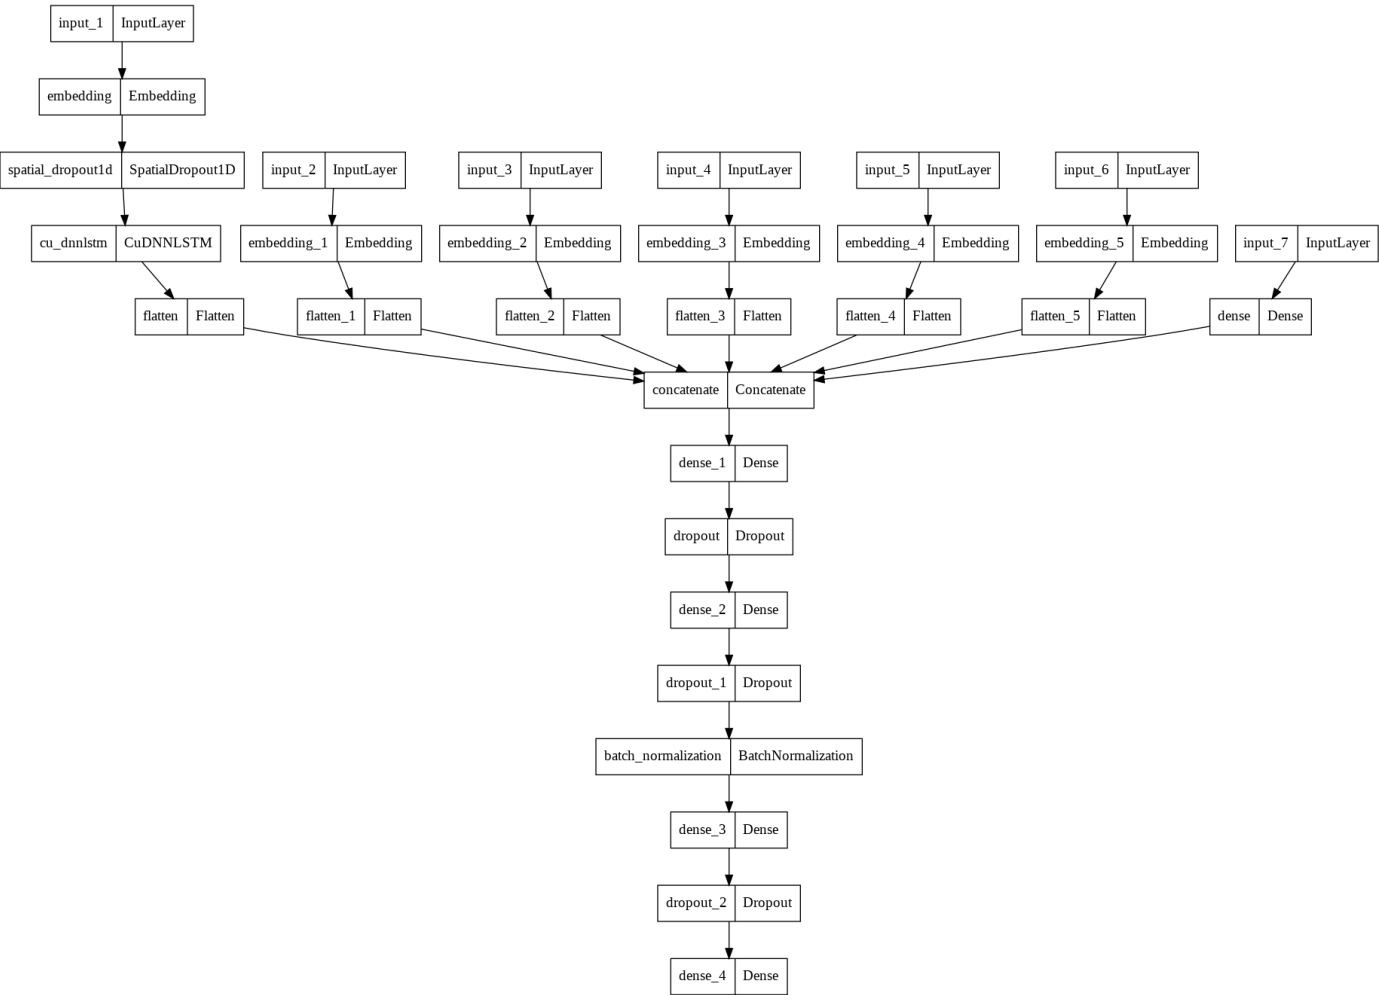 input_1 InputLayer
embedding Embedding
spatial_dropout1d SpatialDropout1D
input_2 InputLayer
input_3 InputLayer
input_4 InputLayer
input_5 InputLayer
input_6 InputLayer
cu_dnnlstm CuDNNLSTM
embedding_1 Embedding
embedding_2 Embedding
embedding_3 Embedding
embedding_4 Embedding
embedding_5 Embedding
input_7 InputLayer
flatten Flatten
flatten_1 Flatten
flatten_2 Flatten
flatten_3 Flatten
flatten_4 Flatten
flatten_5 Flatten
dense Dense
concatenate Concatenate
dense_1 Dense
dropout Dropout
dense_2 Dense
dropout_1 Dropout
batch_normalization BatchNormalization
dense_3 Dense
dropout_2 Dropout
dense_4 Dense